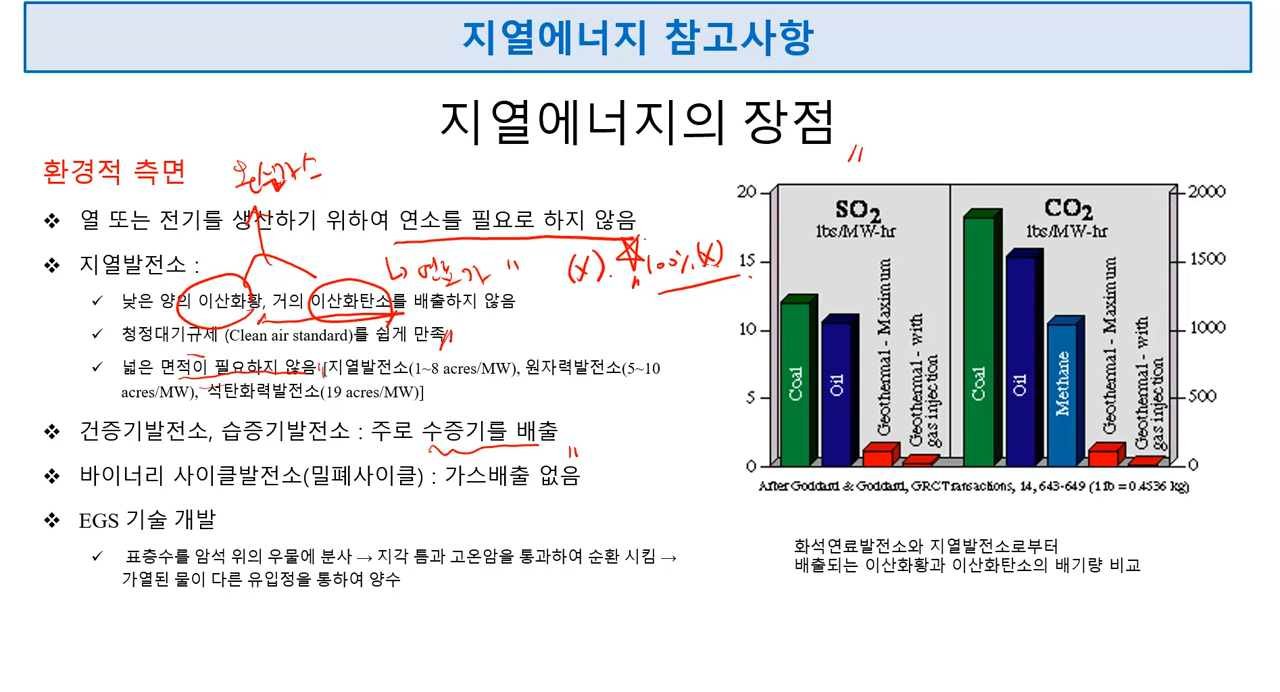 지열에너지 참고사항
지열에너지의 장점
환경적 측면
온실가스
❖ 열 또는 전기를 생산하기 위하여 연소를 필요로 하지 않음
❖ 지열발전소 :
(X). 100% (X)
✓ 낮은 양의 이산화황, 거의 이산화탄소를 배출하지 않음
✓ 청정대기규제 (Clean air standard)를 쉽게 만족
✓ 넓은 면적이 필요하지 않음 [지열발전소(1~8 acres/MW), 원자력발전소(5~10
acres/MW), 석탄화력발전소(19 acres/MW)]
❖ 건증기발전소, 습증기발전소 : 주로 수증기를 배출
❖ 바이너리 사이클발전소(밀폐사이클) : 가스배출 없음
❖ EGS 기술 개발
✓ 표층수를 암석 위의 우물에 분사 → 지각 틈과 고온암을 통과하여 순환 시킴 →
가열된 물이 다른 유입정을 통하여 양수
20
15
10
5
0
SO2
lbs/MW-hr
Coal
Oil
Geothermal - Maximum
Geothermal - with
gas injection
CO2
lbs/MW-hr
Coal
Oil
Methane
Geothermal - Maximum
Geothermal - with
gas injection
2000
1500
1000
500
0
After Goddard & Goddard, GRC Transactions, 14, 643-649 (1 lb = 0.4536 kg)
화석연료발전소와 지열발전소로부터
배출되는 이산화황과 이산화탄소의 배기량 비교